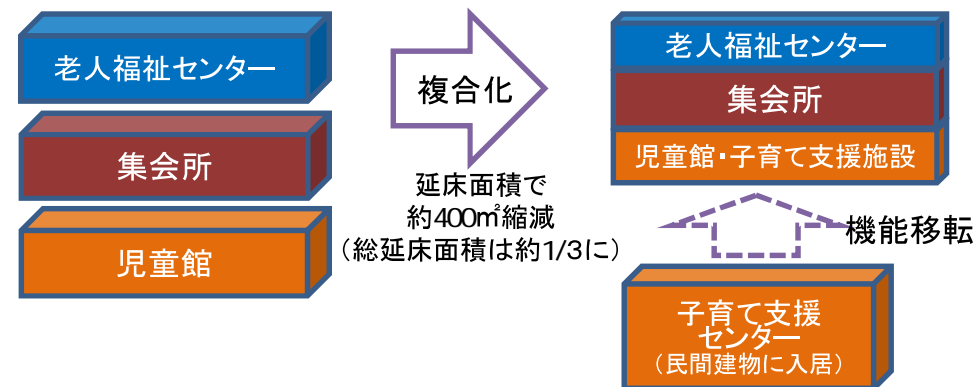 老人福祉センター
集会所
児童館
複合化
延床面積で
約400㎡縮減
（総延床面積は約1/3に）
老人福祉センター
集会所
児童館・子育て支援施設
機能移転
子育て支援
センター
（民間建物に入居）